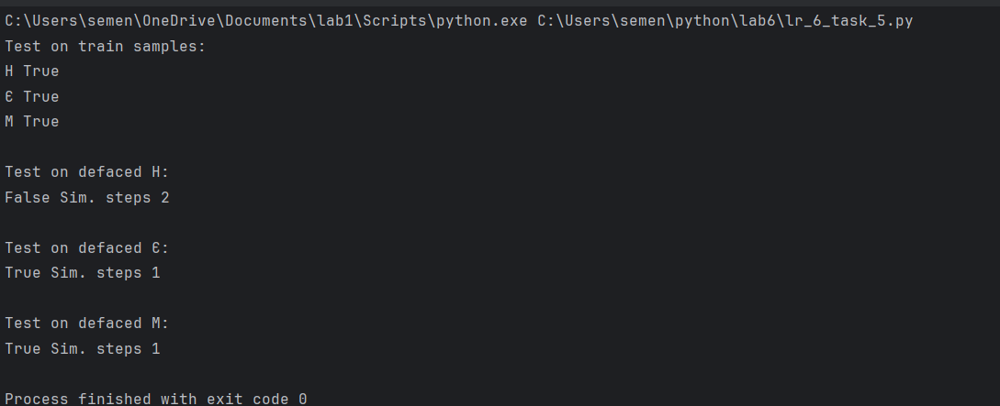 C:\Users\semen\OneDrive\Documents\lab1\Scripts\python.exe C:\Users\semen\python\lab6\lr_6_task_5.py
Test on train samples:
Н True
Є True
М True
Test on defaced Н:
False Sim. steps 2
Test on defaced Є:
True Sim. steps 1
Test on defaced М:
True Sim. steps 1
Process finished with exit code 0